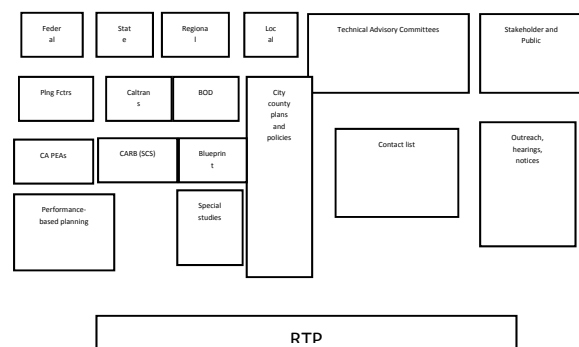 Feder
al
Stat
e
Regiona
l
Loc
al
Technical Advisory Committees
Stakeholder and
Public
Plng Fctrs
Caltran
s
BOD
City
county
plans
and
policies
CA PEAs
CARB (SCS)
Blueprin
t
Contact list
Outreach,
hearings,
notices
Performance-
based planning
Special
studies
RTP